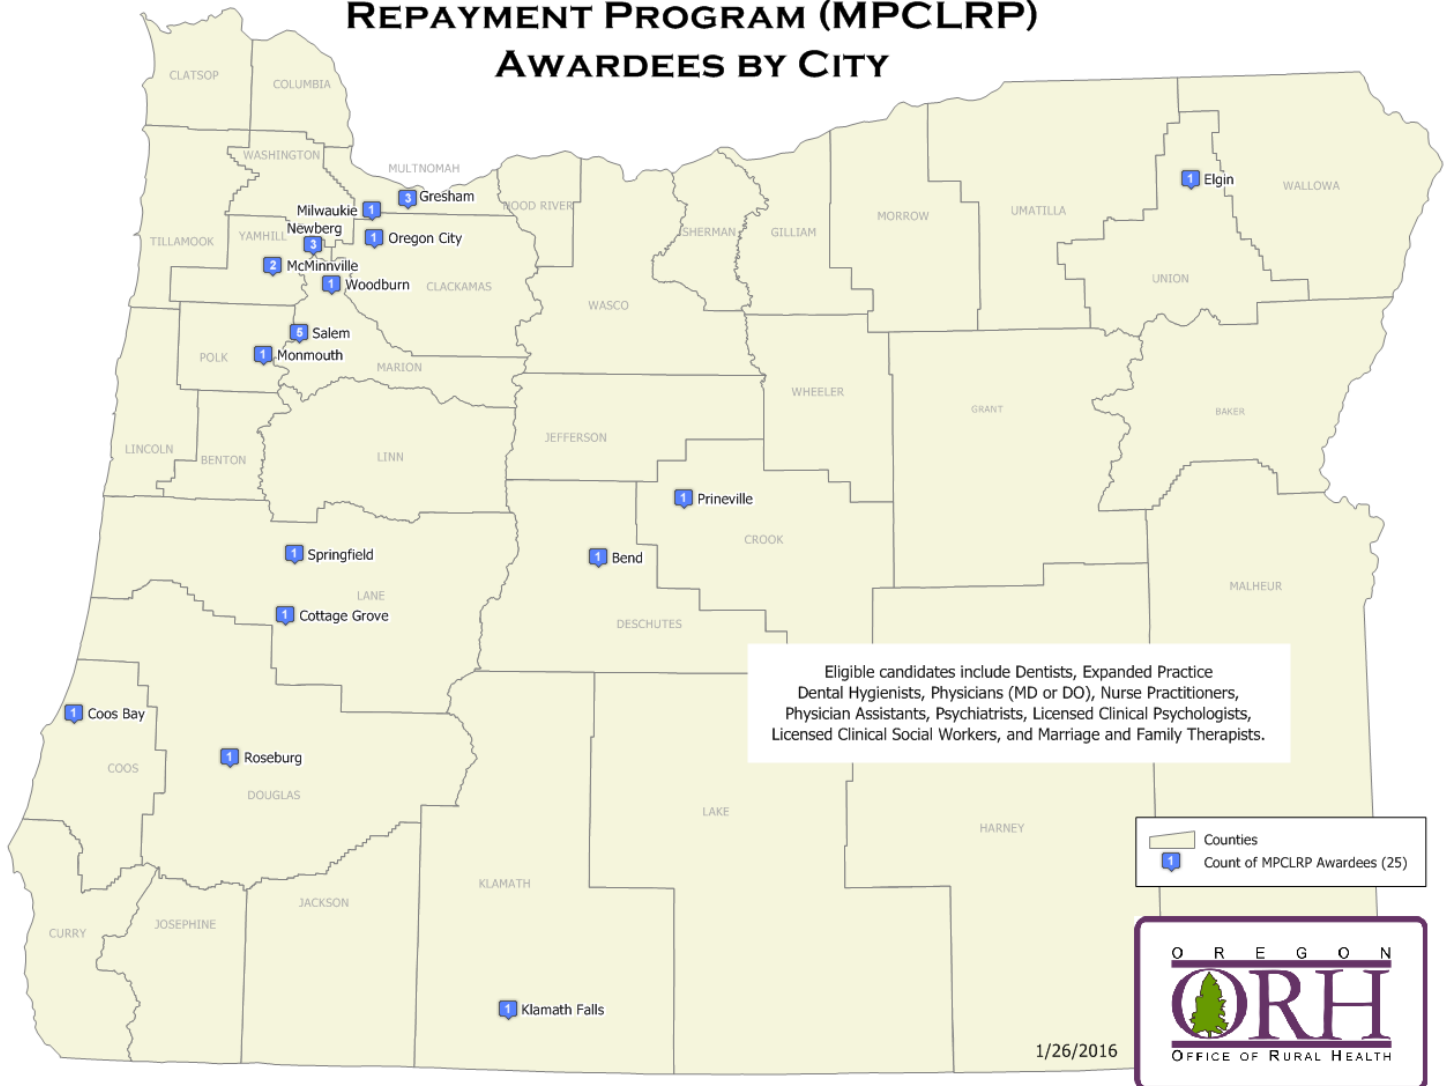 REPAYMENT PROGRAM (MPCLRP)
AWARDEES BY CITY
CLATSOP
COLUMBIA
WASHINGTON
MULTNOMAH
3 Gresham
HOOD RIVER
Milwaukie 1
Newberg
3
1 Oregon City
TILLAMOOK
YAMHILL
2 McMinnville
1 Woodburn
CLACKAMAS
WASCO
SHERMAN
GILLIAM
MORROW
UMATILLA
1 Elgin
WALLOWA
UNION
5 Salem
POLK
1 Monmouth
MARION
WHEELER
GRANT
BAKER
LINCOLN
BENTON
LINN
JEFFERSON
1 Prineville
CROOK
1 Springfield
1 Bend
LANE
1 Cottage Grove
DESCHUTES
MALHEUR
Eligible candidates include Dentists, Expanded Practice
Dental Hygienists, Physicians (MD or DO), Nurse Practitioners,
Physician Assistants, Psychiatrists, Licensed Clinical Psychologists,
Licensed Clinical Social Workers, and Marriage and Family Therapists.
1 Coos Bay
COOS
1 Roseburg
DOUGLAS
LAKE
HARNEY
KLAMATH
JACKSON
JOSEPHINE
CURRY
1 Klamath Falls
Counties
1 Count of MPCLRP Awardees (25)
1/26/2016
OREGON
ORH
OFFICE OF RURAL HEALTH